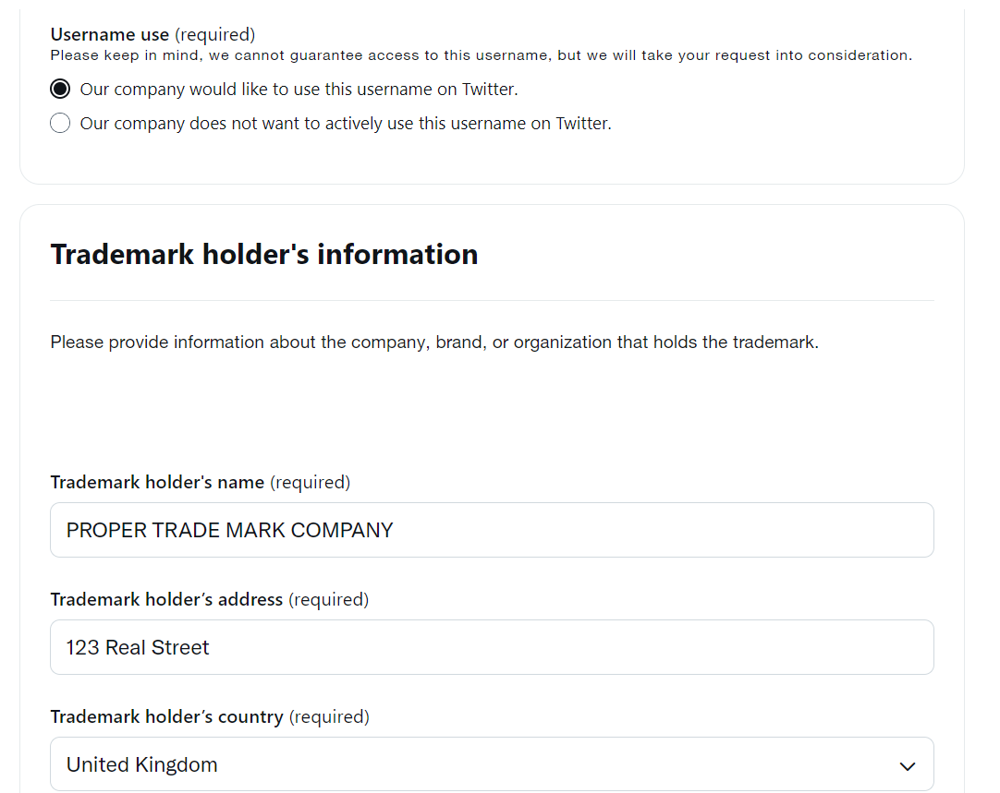 Username use (required)
Please keep in mind, we cannot guarantee access to this username, but we will take your request into consideration.
Our company would like to use this username on Twitter.
Our company does not want to actively use this username on Twitter.
Trademark holder's information
Please provide information about the company, brand, or organization that holds the trademark.
Trademark holder's name (required)
PROPER TRADE MARK COMPANY
Trademark holder’s address (required)
123 Real Street
Trademark holder’s country (required)
United Kingdom